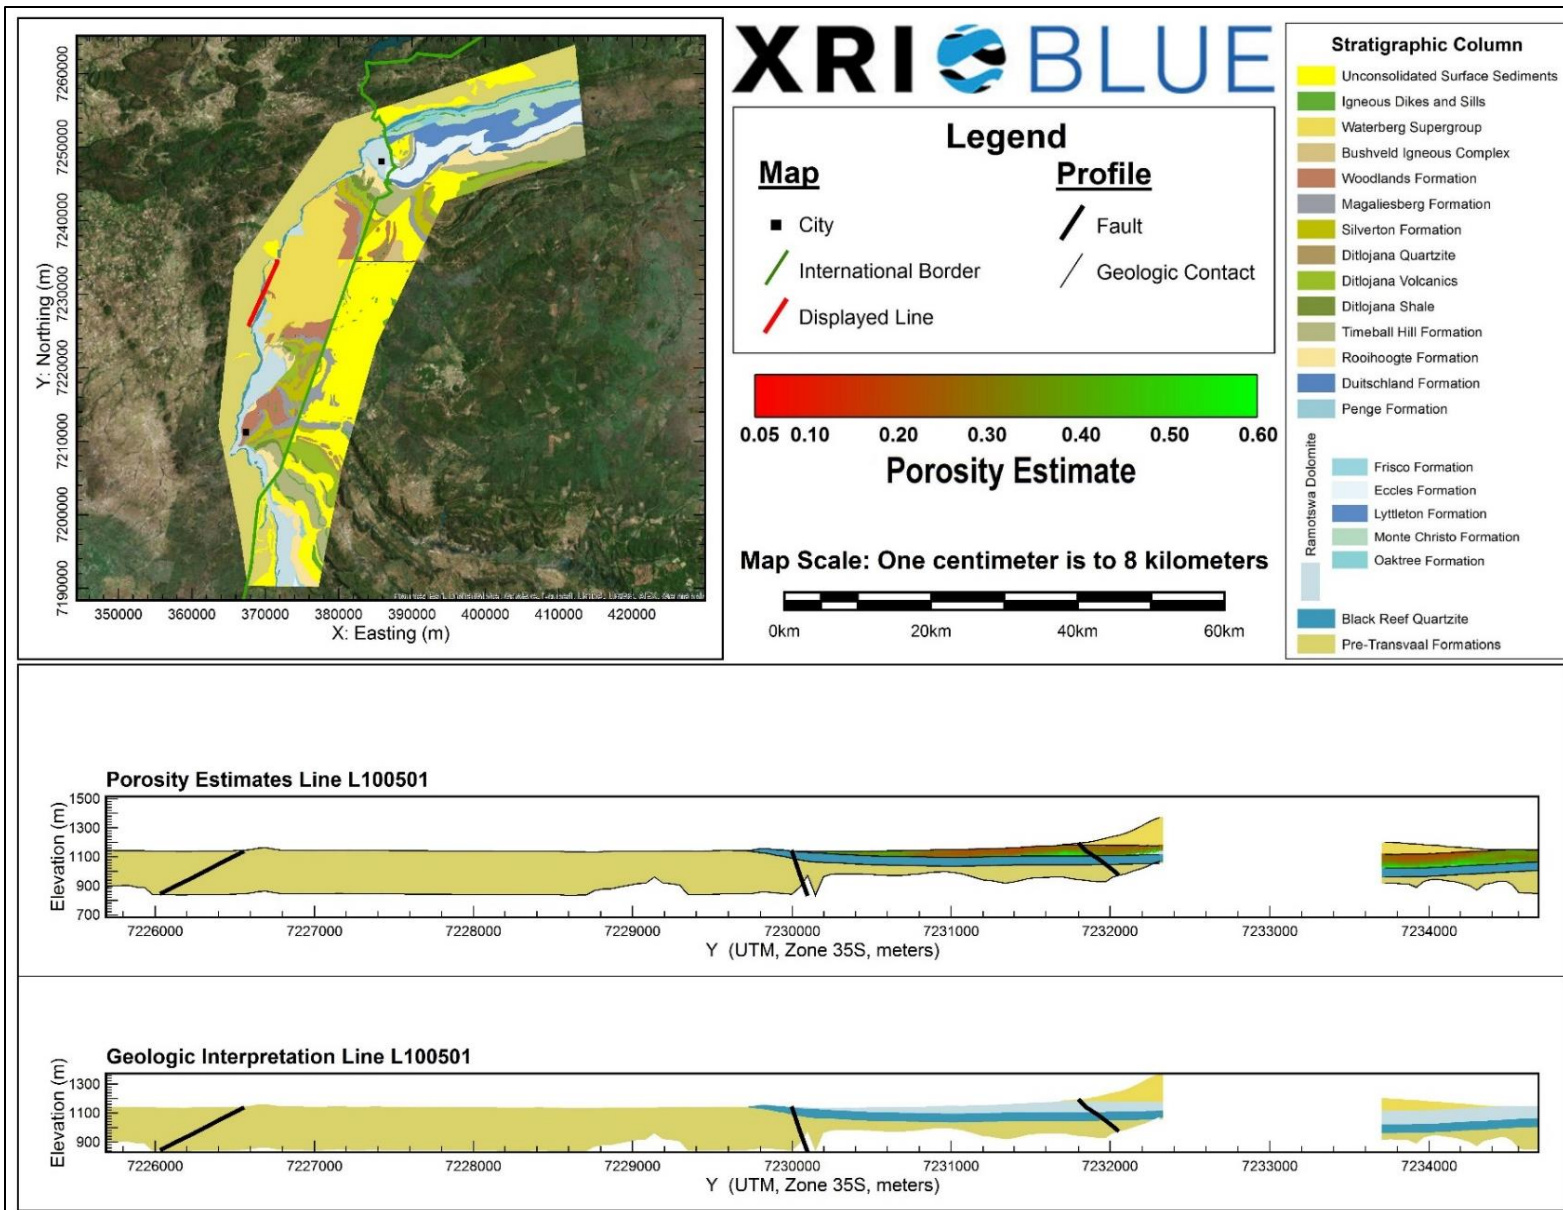 7260000
7250000
7240000
7230000
7220000
7210000
7200000
7190000
Y: Northing (m)
350000 360000 370000 380000 390000 400000 410000 420000
X: Easting (m)
XRI BLUE
Legend
Map
City
International Border
Displayed Line
Profile
Fault
Geologic Contact
0.05 0.10 0.20 0.30 0.40 0.50 0.60
Porosity Estimate
Map Scale: One centimeter is to 8 kilometers
0km 20km 40km 60km
Stratigraphic Column
Unconsolidated Surface Sediments
Igneous Dikes and Sills
Waterberg Supergroup
Bushveld Igneous Complex
Woodlands Formation
Magaliesberg Formation
Silverton Formation
Ditlojana Quartzite
Ditlojana Volcanics
Ditlojana Shale
Timeball Hill Formation
Rooihoogte Formation
Duitschland Formation
Penge Formation
Ramotswa Dolomite
Frisco Formation
Eccles Formation
Lyttleton Formation
Monte Christo Formation
Oaktree Formation
Black Reef Quartzite
Pre-Transvaal Formations
Porosity Estimates Line L100501
Elevation (m)
1500
1300
1100
900
700
7226000 7227000 7228000 7229000 7230000 7231000 7232000 7233000 7234000
Y (UTM, Zone 35S, meters)
Geologic Interpretation Line L100501
Elevation (m)
1300
1100
900
7226000 7227000 7228000 7229000 7230000 7231000 7232000 7233000 7234000
Y (UTM, Zone 35S, meters)